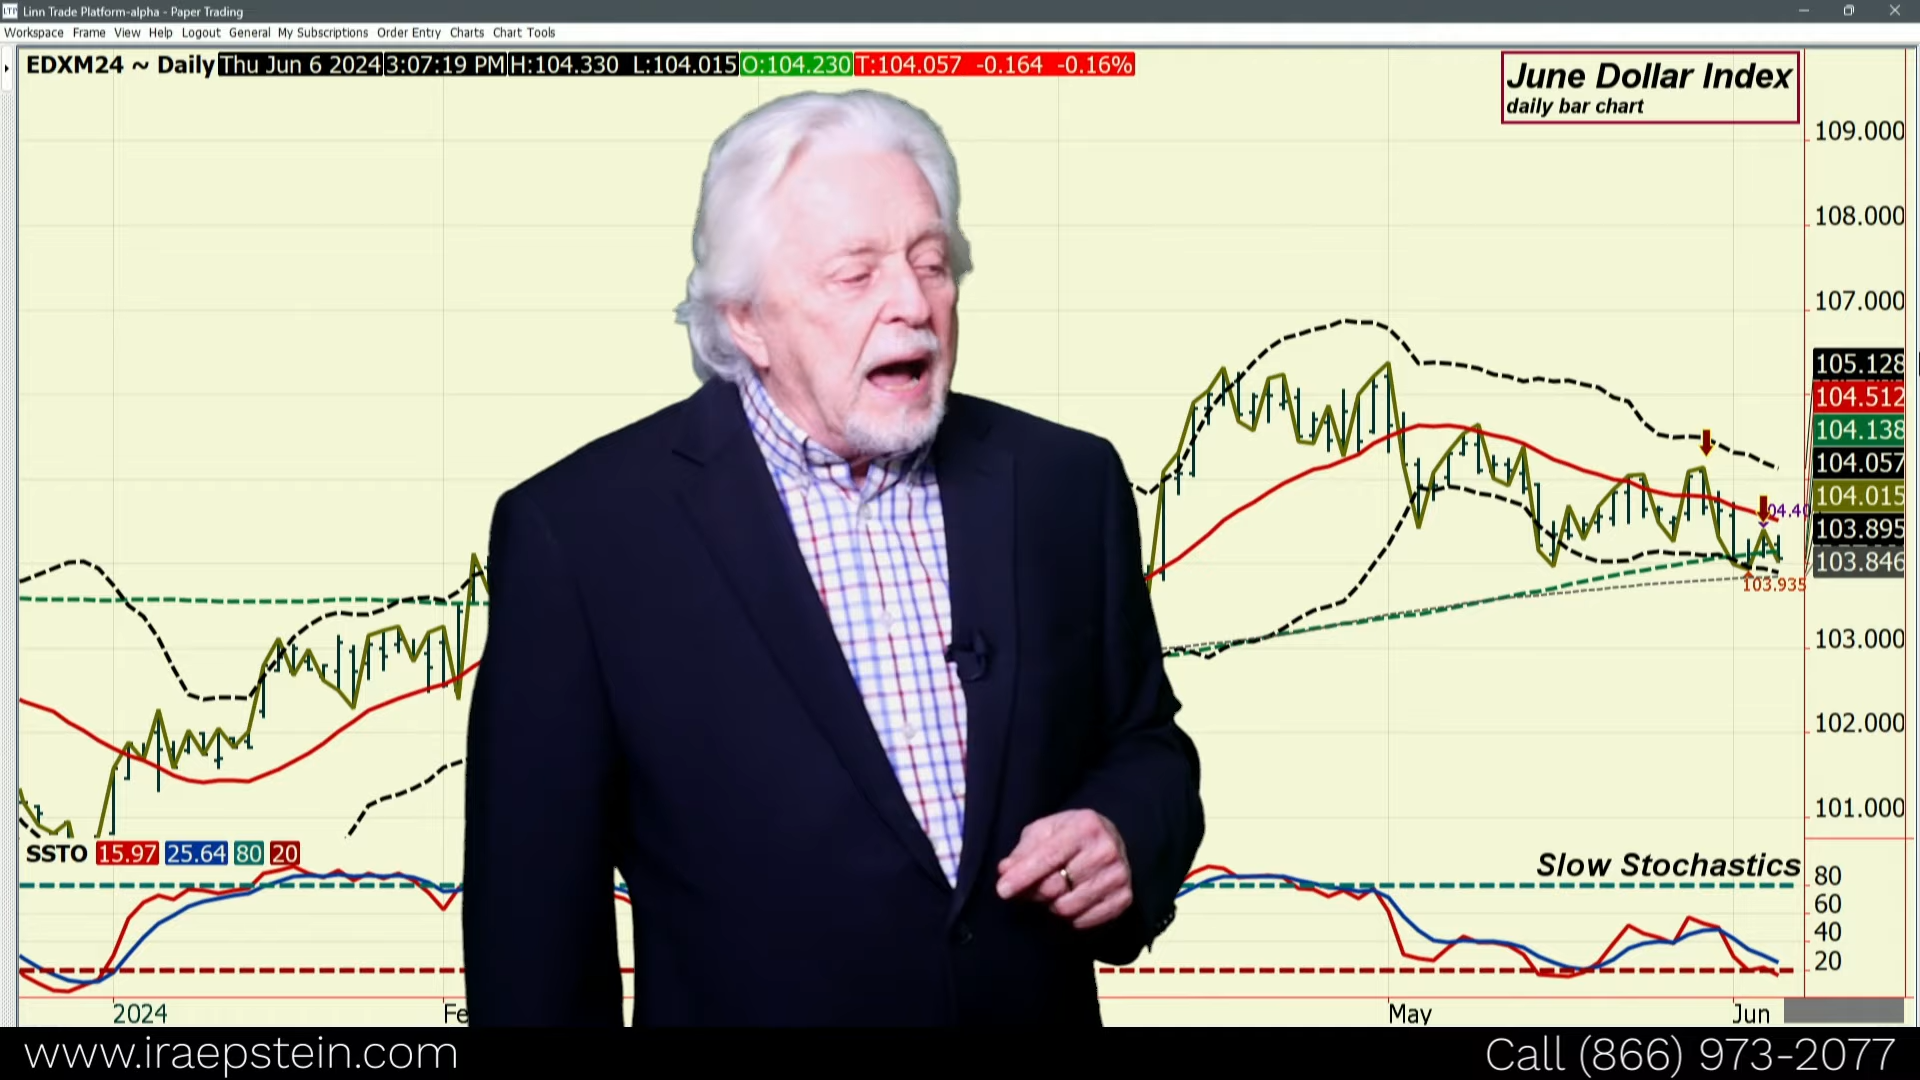 Linn Trade Platform-alpha - Paper Trading
Workspace Frame View Help Logout General My Subscriptions Order Entry Charts Chart Tools
EDXM24 ~ Daily Thu Jun 6 2024 3:07:19 PM H:104.330 L:104.015 O:104.230 T:104.057 -0.164 -0.16%
June Dollar Index
daily bar chart
109.000
108.000
107.000
105.128
104.512
104.138
104.057
104.015
103.895
103.846
04.40
103.935
103.000
102.000
101.000
SSTO 15.97 25.64 80 20
Slow Stochastics
80
60
40
20
2024 Fe May Jun
www.iraepstein.com
Call (866) 973-2077